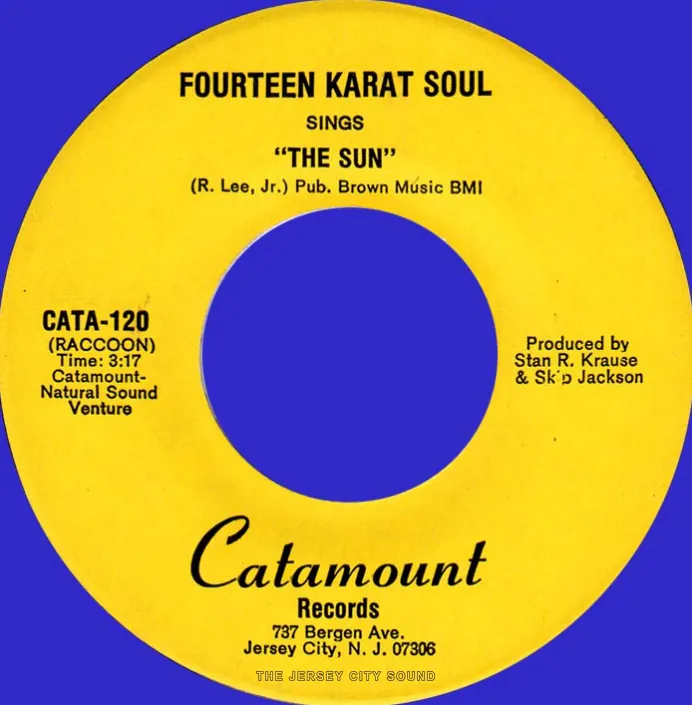 FOURTEEN KARAT SOUL
SINGS
"THE SUN"
(R. Lee, Jr.) Pub. Brown Music BMI
CATA-120
(RACCOON)
Time: 3:17
Catamount-
Natural Sound
Venture
Produced by
Stan R. Krause
& Skip Jackson
Catamount
Records
737 Bergen Ave.
Jersey City, N. J. 07306
THE JERSEY CITY SOUND